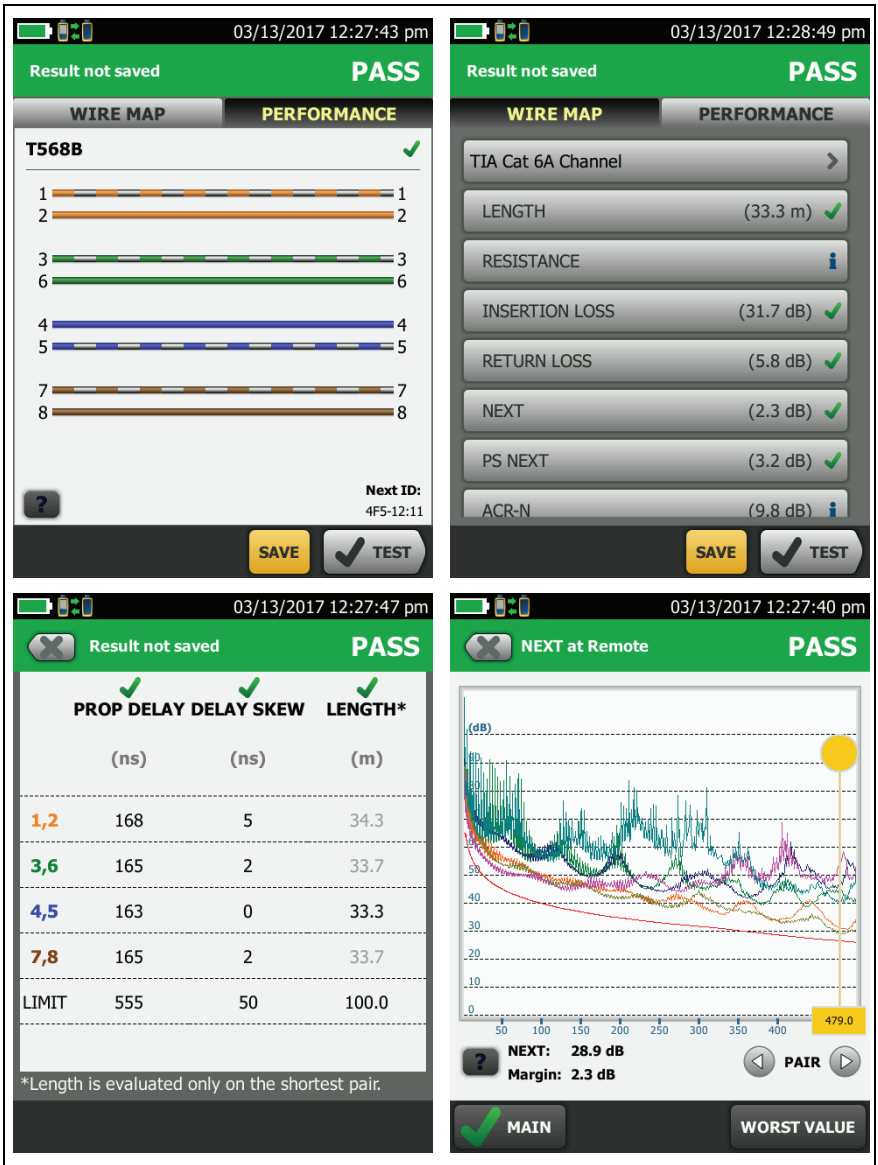 03/13/2017 12:27:43 pm
Result not saved PASS
WIRE MAP PERFORMANCE
T568B
1 1
2 2
3 3
6 6
4 4
5 5
7 7
8 8
Next ID:
? 4F5-12:11
SAVE TEST
03/13/2017 12:28:49 pm
Result not saved PASS
WIRE MAP PERFORMANCE
TIA Cat 6A Channel
LENGTH (33.3 m)
RESISTANCE i
INSERTION LOSS (31.7 dB)
RETURN LOSS (5.8 dB)
NEXT (2.3 dB)
PS NEXT (3.2 dB)
ACR-N (9.8 dB) i
SAVE TEST
03/13/2017 12:27:47 pm
Result not saved PASS
PROP DELAY DELAY SKEW LENGTH*
(ns) (ns) (m)
1,2 168 5 34.3
3,6 165 2 33.7
4,5 163 0 33.3
7,8 165 2 33.7
LIMIT 555 50 100.0
*Length is evaluated only on the shortest pair.
03/13/2017 12:27:40 pm
NEXT at Remote PASS
(dB)
50
40
30
20
10
0
50 100 150 200 250 300 350 400 479.0
? NEXT: 28.9 dB PAIR
Margin: 2.3 dB
MAIN WORST VALUE